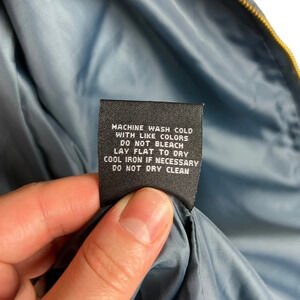 MACHINE WASH COLD
WITH LIKE COLORS
DO NOT BLEACH
LAY FLAT TO DRY
COOL IRON IF NECESSARY
DO NOT DRY CLEAN